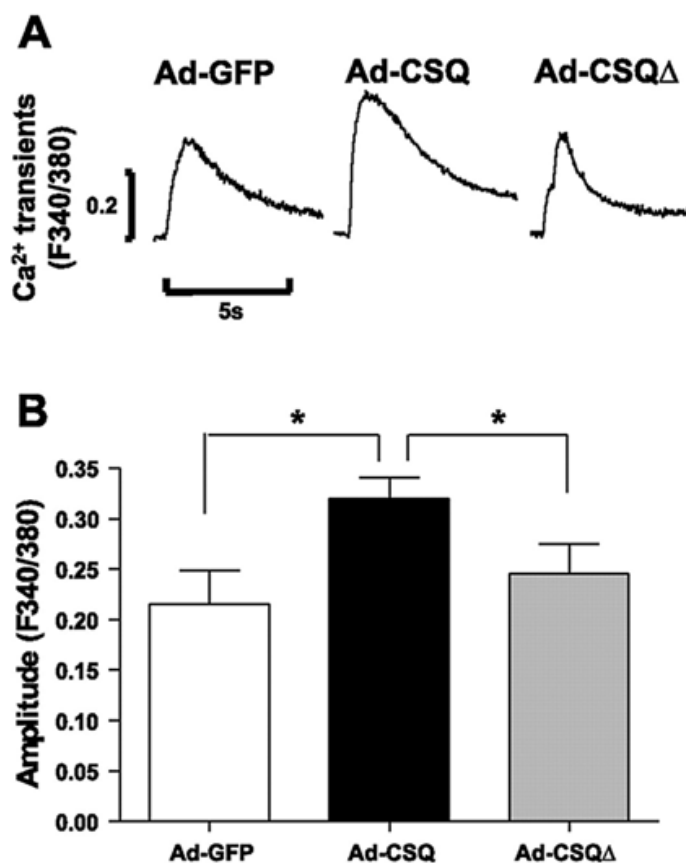 A
Ad-GFP Ad-CSQ Ad-CSQΔ
Ca²⁺ transients
(F340/380)
0.2
5s
B
* *
Amplitude (F340/380)
0.35
0.30
0.25
0.20
0.15
0.10
0.05
0.00
Ad-GFP Ad-CSQ Ad-CSQΔ